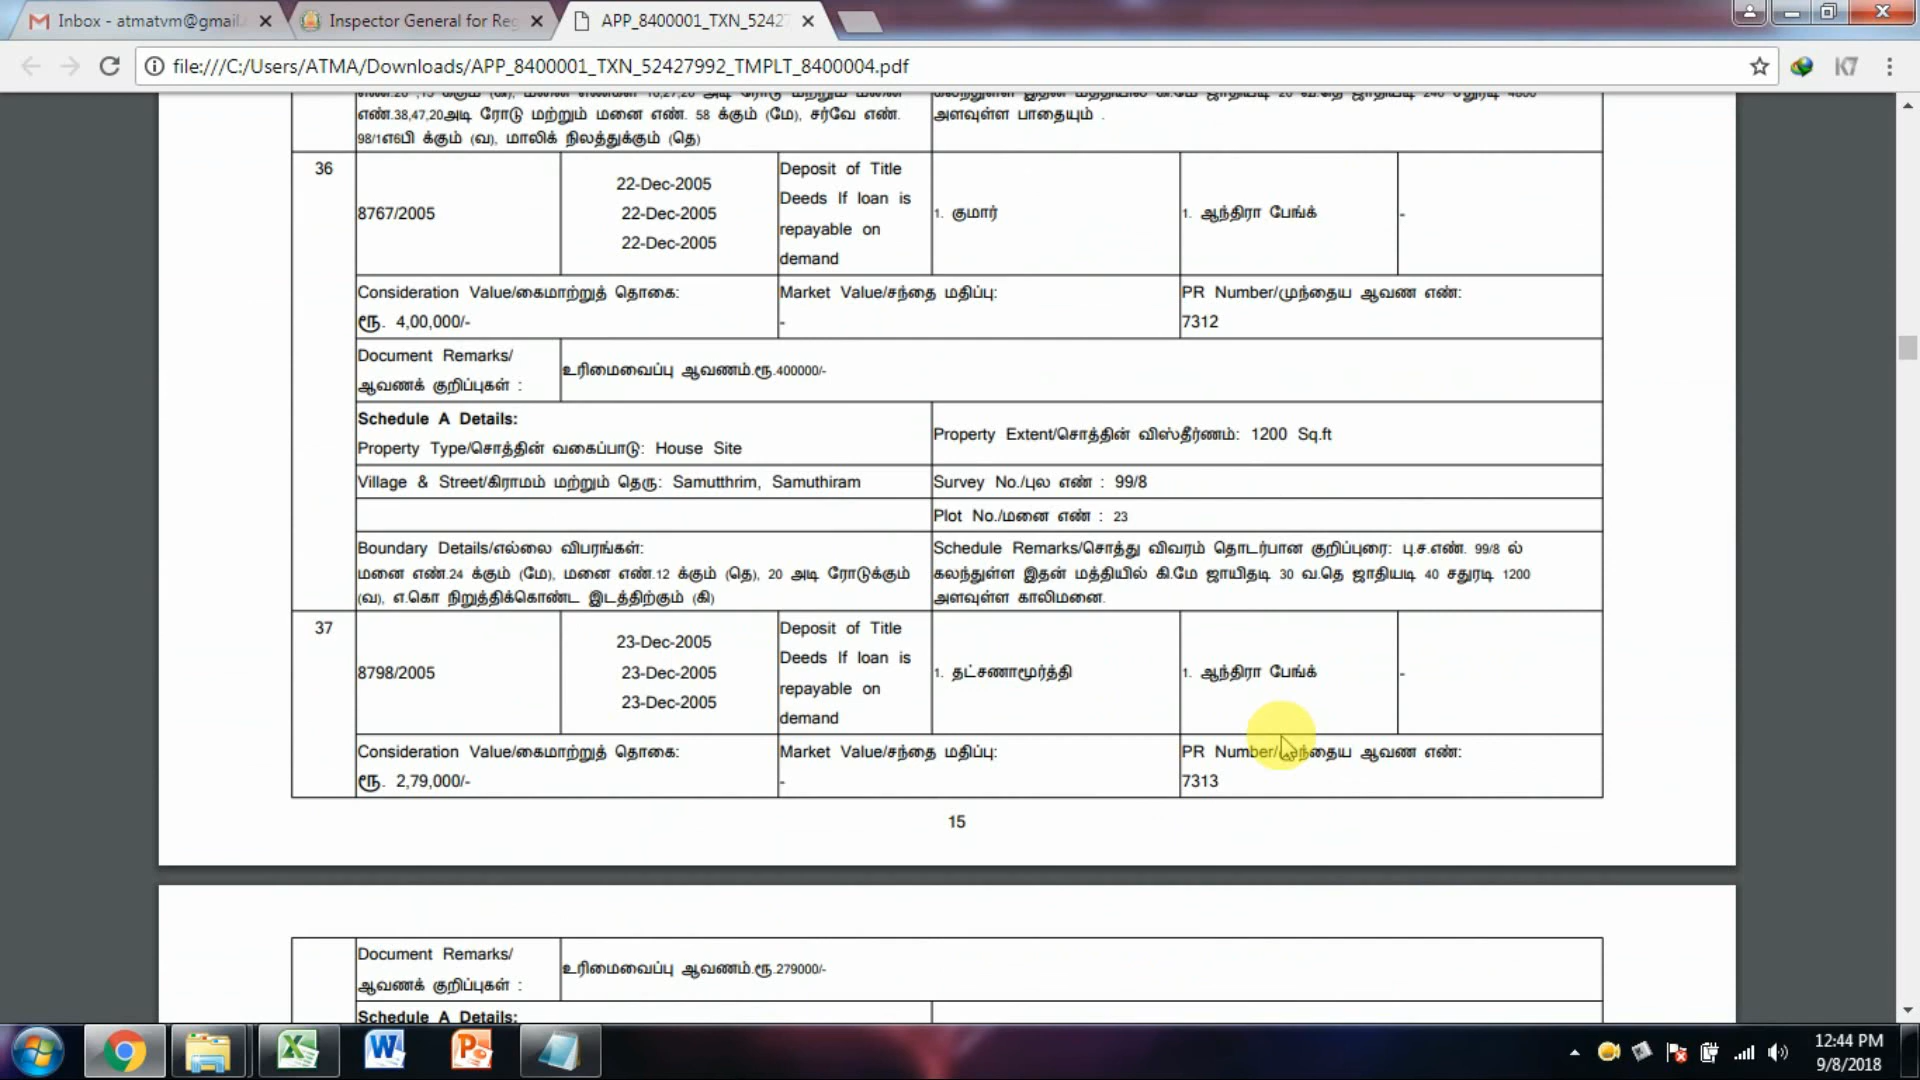 Inbox - atmatvm@gmail.
Inspector General for Reg
APP_8400001_TXN_52427
file:///C:/Users/ATMA/Downloads/APP_8400001_TXN_52427992_TMPLT_8400004.pdf
எண்.38,47,20அடி ரோடு மற்றும் மனை எண். 58 க்கும் (மே), சர்வே எண்.
98/1எ6பி க்கும் (வ), மாலிக் நிலத்துக்கும் (தெ)
அளவுள்ள பாதையும் .
36
8767/2005
22-Dec-2005
22-Dec-2005
22-Dec-2005
Deposit of Title
Deeds If loan is
repayable on
demand
1. குமார்
1. ஆந்திரா பேங்க்
-
Consideration Value/கைமாற்றுத் தொகை:
ரூ. 4,00,000/-
Market Value/சந்தை மதிப்பு:
-
PR Number/முந்தைய ஆவண எண்:
7312
Document Remarks/
ஆவணக் குறிப்புகள் :
உரிமைவைப்பு ஆவணம்.ரூ.400000/-
Schedule A Details:
Property Type/சொத்தின் வகைப்பாடு: House Site
Property Extent/சொத்தின் விஸ்தீர்ணம்: 1200 Sq.ft
Village & Street/கிராமம் மற்றும் தெரு: Samutthrim, Samuthiram
Survey No./புல எண் : 99/8
Plot No./மனை எண் : 23
Boundary Details/எல்லை விபரங்கள்:
மனை எண்.24 க்கும் (மே), மனை எண்.12 க்கும் (தெ), 20 அடி ரோடுக்கும்
(வ), எ.கொ நிறுத்திக்கொண்ட இடத்திற்கும் (கி)
Schedule Remarks/சொத்து விவரம் தொடர்பான குறிப்புரை: பு.ச.எண். 99/8 ல்
கலந்துள்ள இதன் மத்தியில் கி.மே ஜாயிதடி 30 வ.தெ ஜாதியடி 40 சதுரடி 1200
அளவுள்ள காலிமனை.
37
8798/2005
23-Dec-2005
23-Dec-2005
23-Dec-2005
Deposit of Title
Deeds If loan is
repayable on
demand
1. தட்சணாமூர்த்தி
1. ஆந்திரா பேங்க்
-
Consideration Value/கைமாற்றுத் தொகை:
ரூ. 2,79,000/-
Market Value/சந்தை மதிப்பு:
-
PR Number/முந்தைய ஆவண எண்:
7313
15
Document Remarks/
ஆவணக் குறிப்புகள் :
உரிமைவைப்பு ஆவணம்.ரூ.279000/-
Schedule A Details:
12:44 PM
9/8/2018